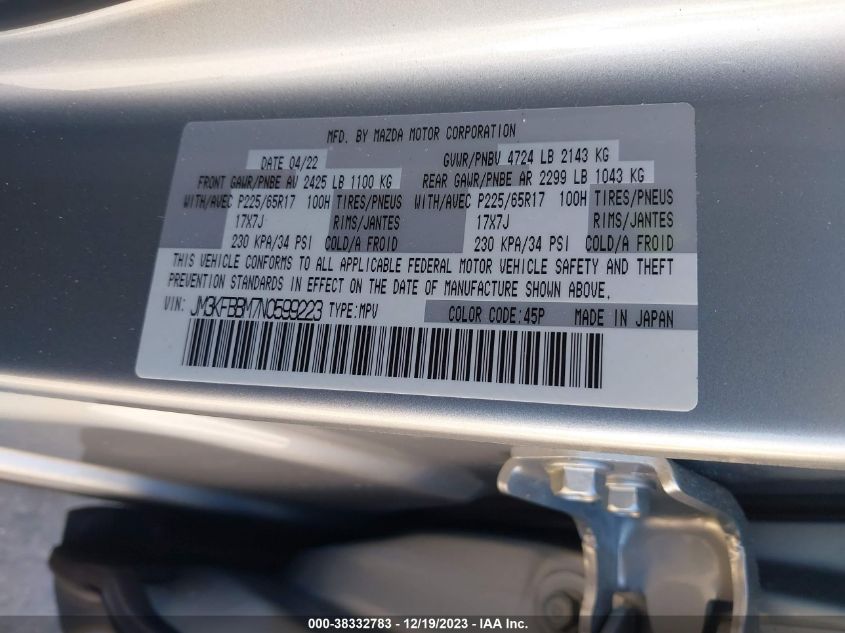 MFD. BY MAZDA MOTOR CORPORATION
DATE 04/22 GVWR/PNBV 4724 LB 2143 KG
FRONT GAWR/PNBE AV 2425 LB 1100 KG REAR GAWR/PNBE AR 2299 LB 1043 KG
WITH/AVEC P225/65R17 100H TIRES/PNEUS WITH/AVEC P225/65R17 100H TIRES/PNEUS
17X7J RIMS/JANTES 17X7J RIMS/JANTES
230 KPA/34 PSI COLD/A FROID 230 KPA/34 PSI COLD/A FROID
THIS VEHICLE CONFORMS TO ALL APPLICABLE FEDERAL MOTOR VEHICLE SAFETY AND THEFT
PREVENTION STANDARDS IN EFFECT ON THE DATE OF MANUFACTURE SHOWN ABOVE.
VIN: JM3KFBBM7N0599223 TYPE:MPV COLOR CODE:45P MADE IN JAPAN
000-38332783 - 12/19/2023 - IAA Inc.